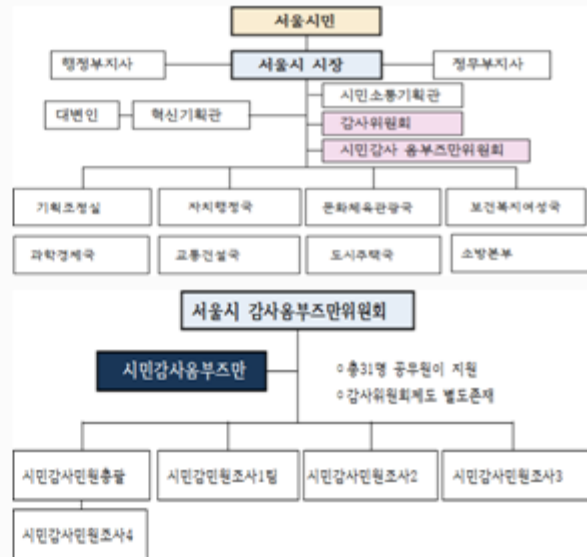 서울시민
행정부지사 서울시 시장 정무부지사
시민소통기획관
대변인 혁신기획관 감사위원회
시민감사 옴부즈만위원회
기획조정실 자치행정국 문화체육관광국 보건복지여성국
과학경제국 교통건설국 도시주택국 소방본부
서울시 감사옴부즈만위원회
시민감사옴부즈만 ㅇ총31명 공무원이 지원
ㅇ감사위원회제도 별도존재
시민감사민원총괄 시민감민원조사1팀 시민감사민원조사2 시민감사민원조사3
시민감사민원조사4